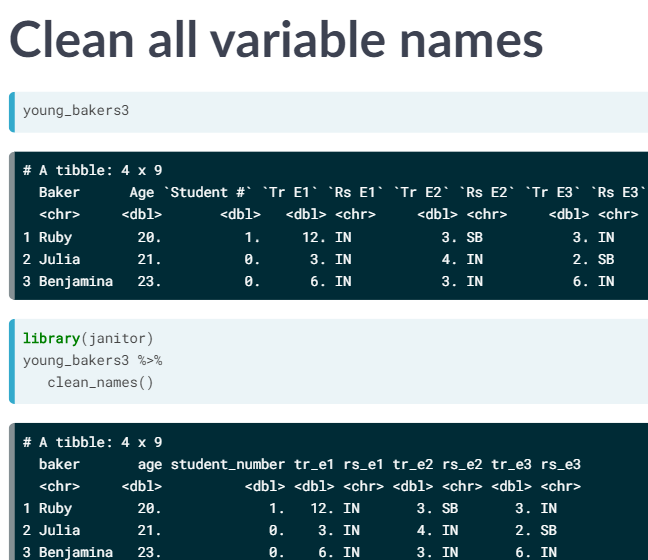 Clean all variable names
young_bakers3
# A tibble: 4 x 9
  Baker       Age `Student #` `Tr E1` `Rs E1` `Tr E2` `Rs E2` `Tr E3` `Rs E3`
  <chr>     <dbl>       <dbl>   <dbl> <chr>     <dbl> <chr>     <dbl> <chr>
1 Ruby        20.          1.     12. IN           3. SB           3. IN
2 Julia       21.          0.      3. IN           4. IN           2. SB
3 Benjamina   23.          0.      6. IN           3. IN           6. IN
library(janitor)
young_bakers3 %>%
   clean_names()
# A tibble: 4 x 9
  baker       age student_number tr_e1 rs_e1 tr_e2 rs_e2 tr_e3 rs_e3
  <chr>     <dbl>          <dbl> <dbl> <chr> <dbl> <chr> <dbl> <chr>
1 Ruby        20.             1.   12. IN       3. SB       3. IN
2 Julia       21.             0.    3. IN       4. IN       2. SB
3 Benjamina   23.             0.    6. IN       3. IN       6. IN